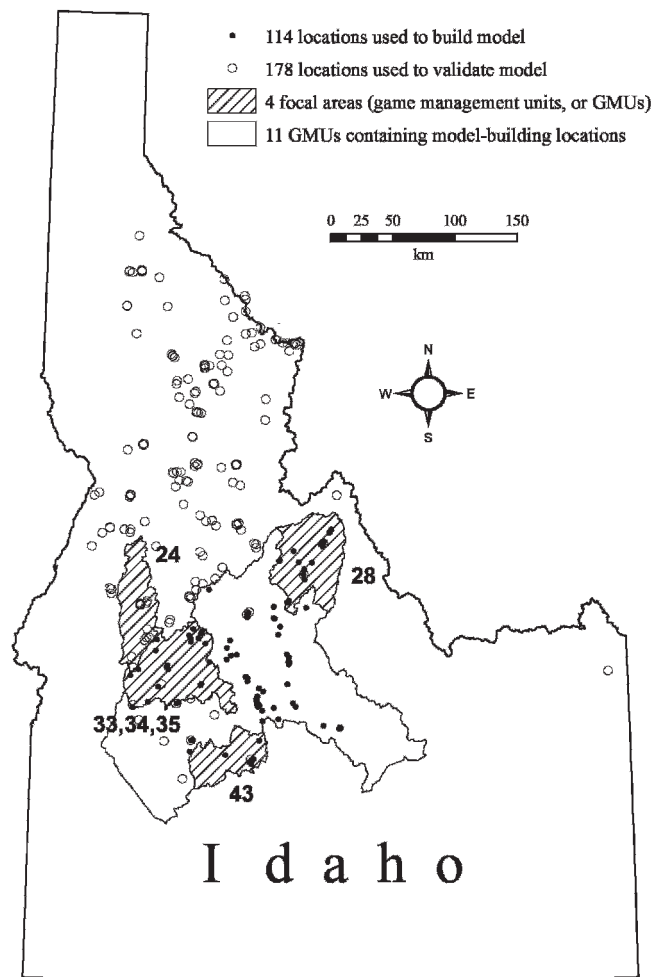 114 locations used to build model
178 locations used to validate model
4 focal areas (game management units, or GMUs)
11 GMUs containing model-building locations
0 25 50 100 150
km
N
W E
S
24
28
33,34,35
43
Idaho